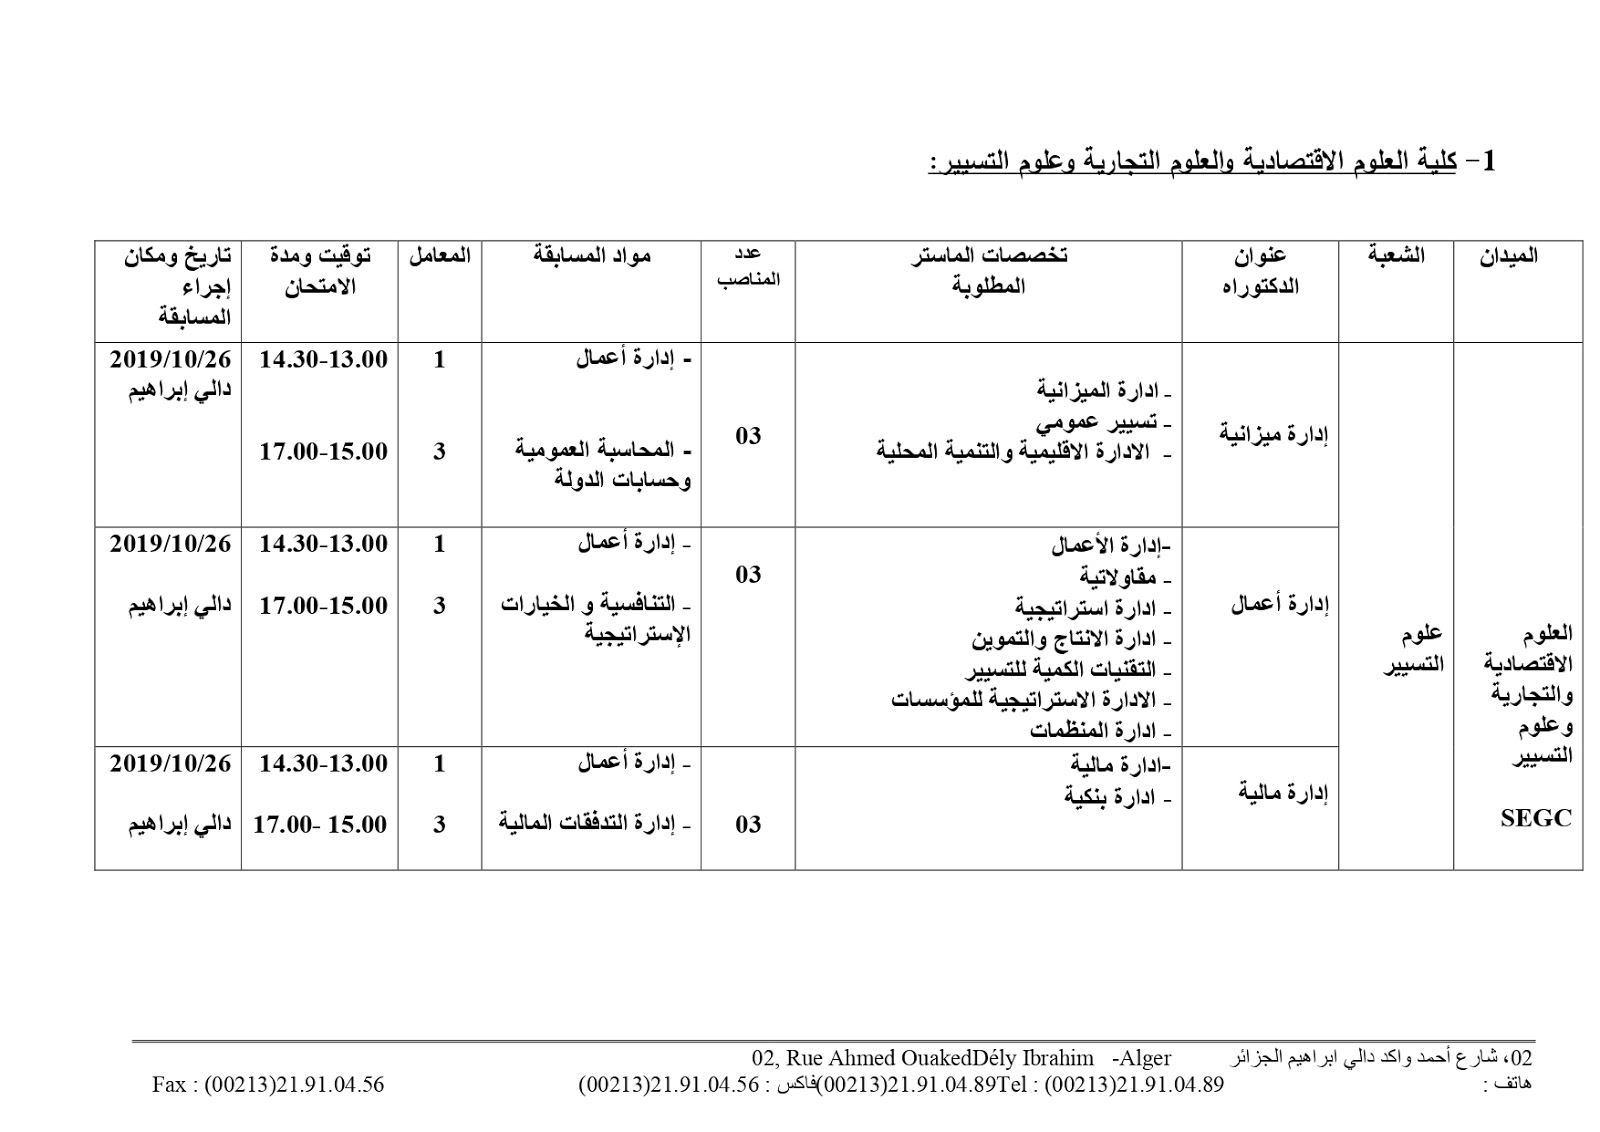 1- كلية العلوم الاقتصادية والعلوم التجارية وعلوم التسيير:
الميدان
الشعبة
عنوان
الدكتوراه
تخصصات الماستر
المطلوبة
عدد
المناصب
مواد المسابقة
المعامل
توقيت ومدة
الامتحان
تاريخ ومكان
إجراء
المسابقة
العلوم
الاقتصادية
والتجارية
وعلوم
التسيير
SEGC
علوم
التسيير
إدارة ميزانية
- ادارة الميزانية
- تسيير عمومي
- الادارة الاقليمية والتنمية المحلية
03
- إدارة أعمال
- المحاسبة العمومية
وحسابات الدولة
1
3
14.30-13.00
17.00-15.00
2019/10/26
دالي إبراهيم
إدارة أعمال
-إدارة الأعمال
- مقاولاتية
- ادارة استراتيجية
- ادارة الانتاج والتموين
- التقنيات الكمية للتسيير
- الادارة الاستراتيجية للمؤسسات
- ادارة المنظمات
03
- إدارة أعمال
- التنافسية و الخيارات
الإستراتيجية
1
3
14.30-13.00
17.00-15.00
2019/10/26
دالي إبراهيم
إدارة مالية
-ادارة مالية
- ادارة بنكية
03
- إدارة أعمال
- إدارة التدفقات المالية
1
3
14.30-13.00
17.00- 15.00
2019/10/26
دالي إبراهيم
02، شارع أحمد واكد دالي ابراهيم الجزائر 02, Rue Ahmed OuakedDély Ibrahim -Alger
هاتف : (00213)21.91.04.89Tel : (00213)21.91.04.89 فاكس : (00213)21.91.04.56 Fax : (00213)21.91.04.56